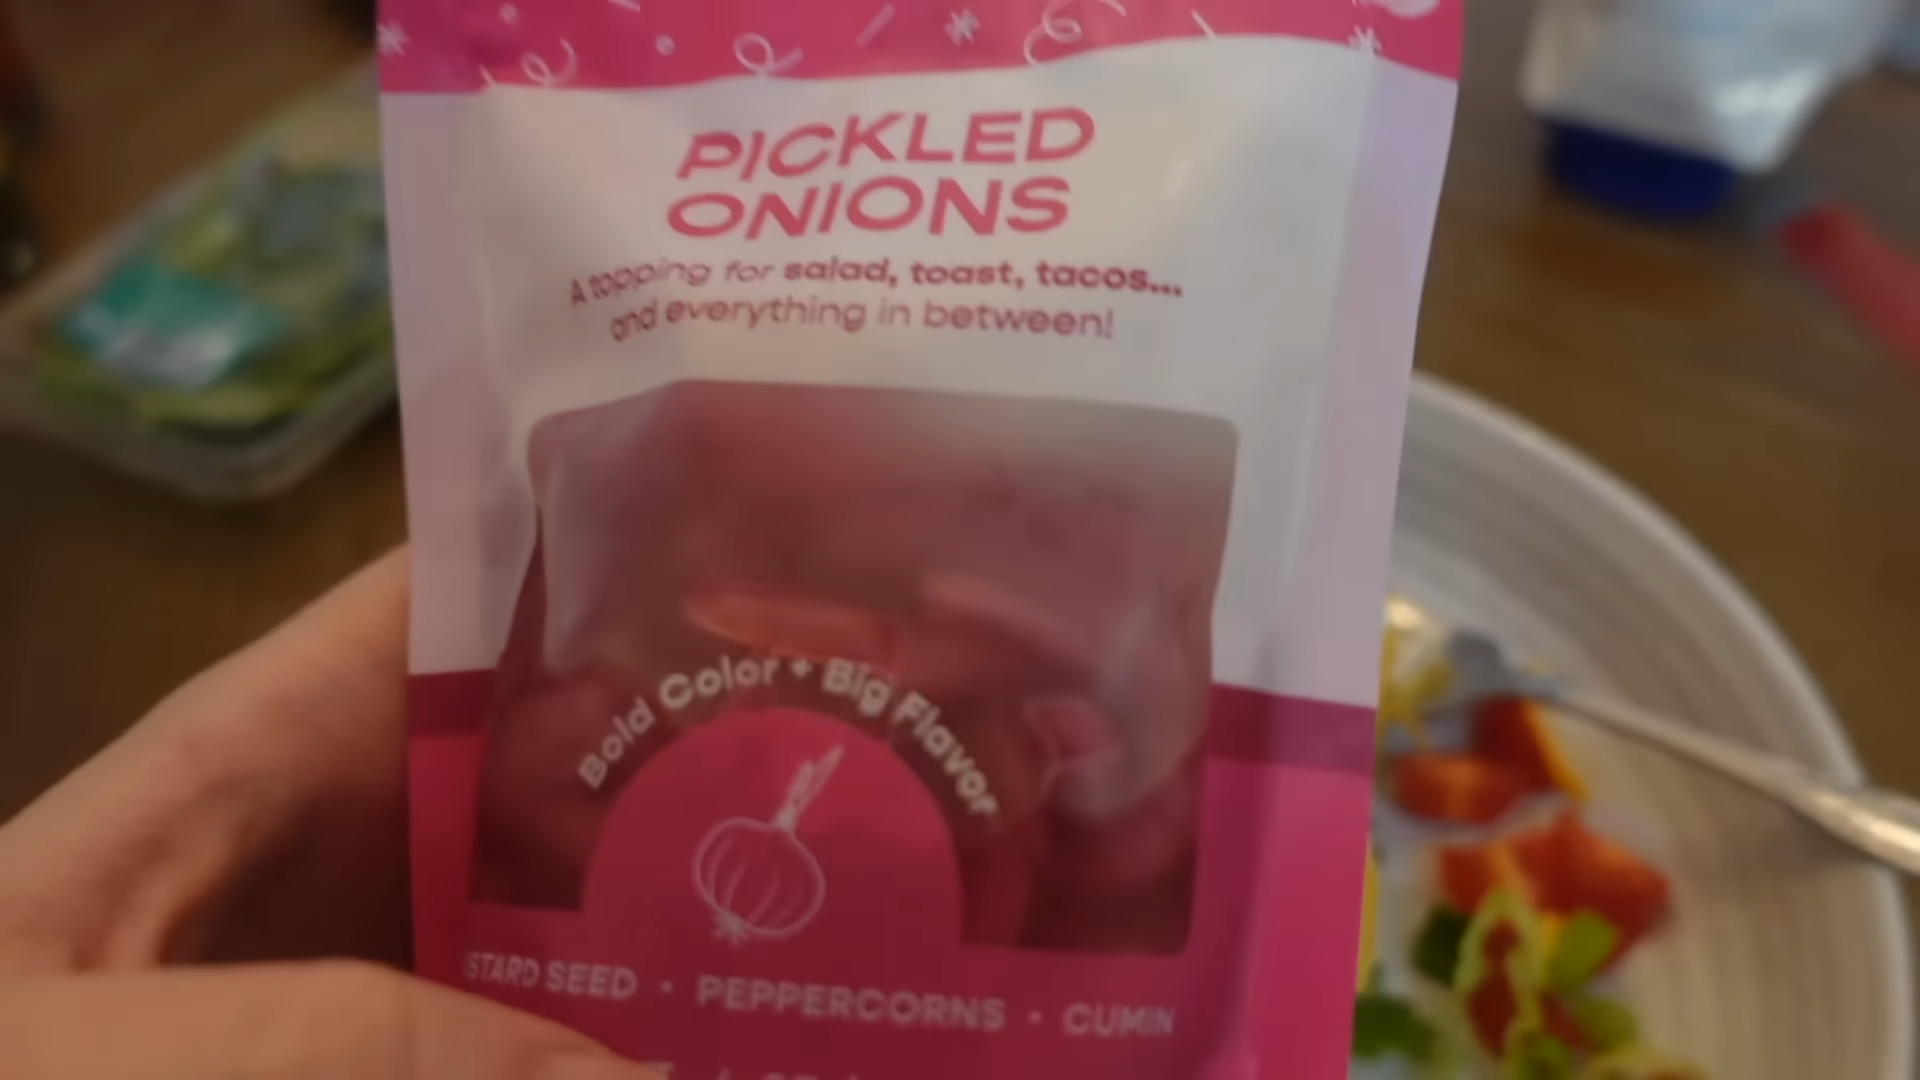 PICKLED
ONIONS
A topping for salad, toast, tacos...
and everything in between!
Bold Color + Big Flavor
STARD SEED • PEPPERCORNS • CUMIN